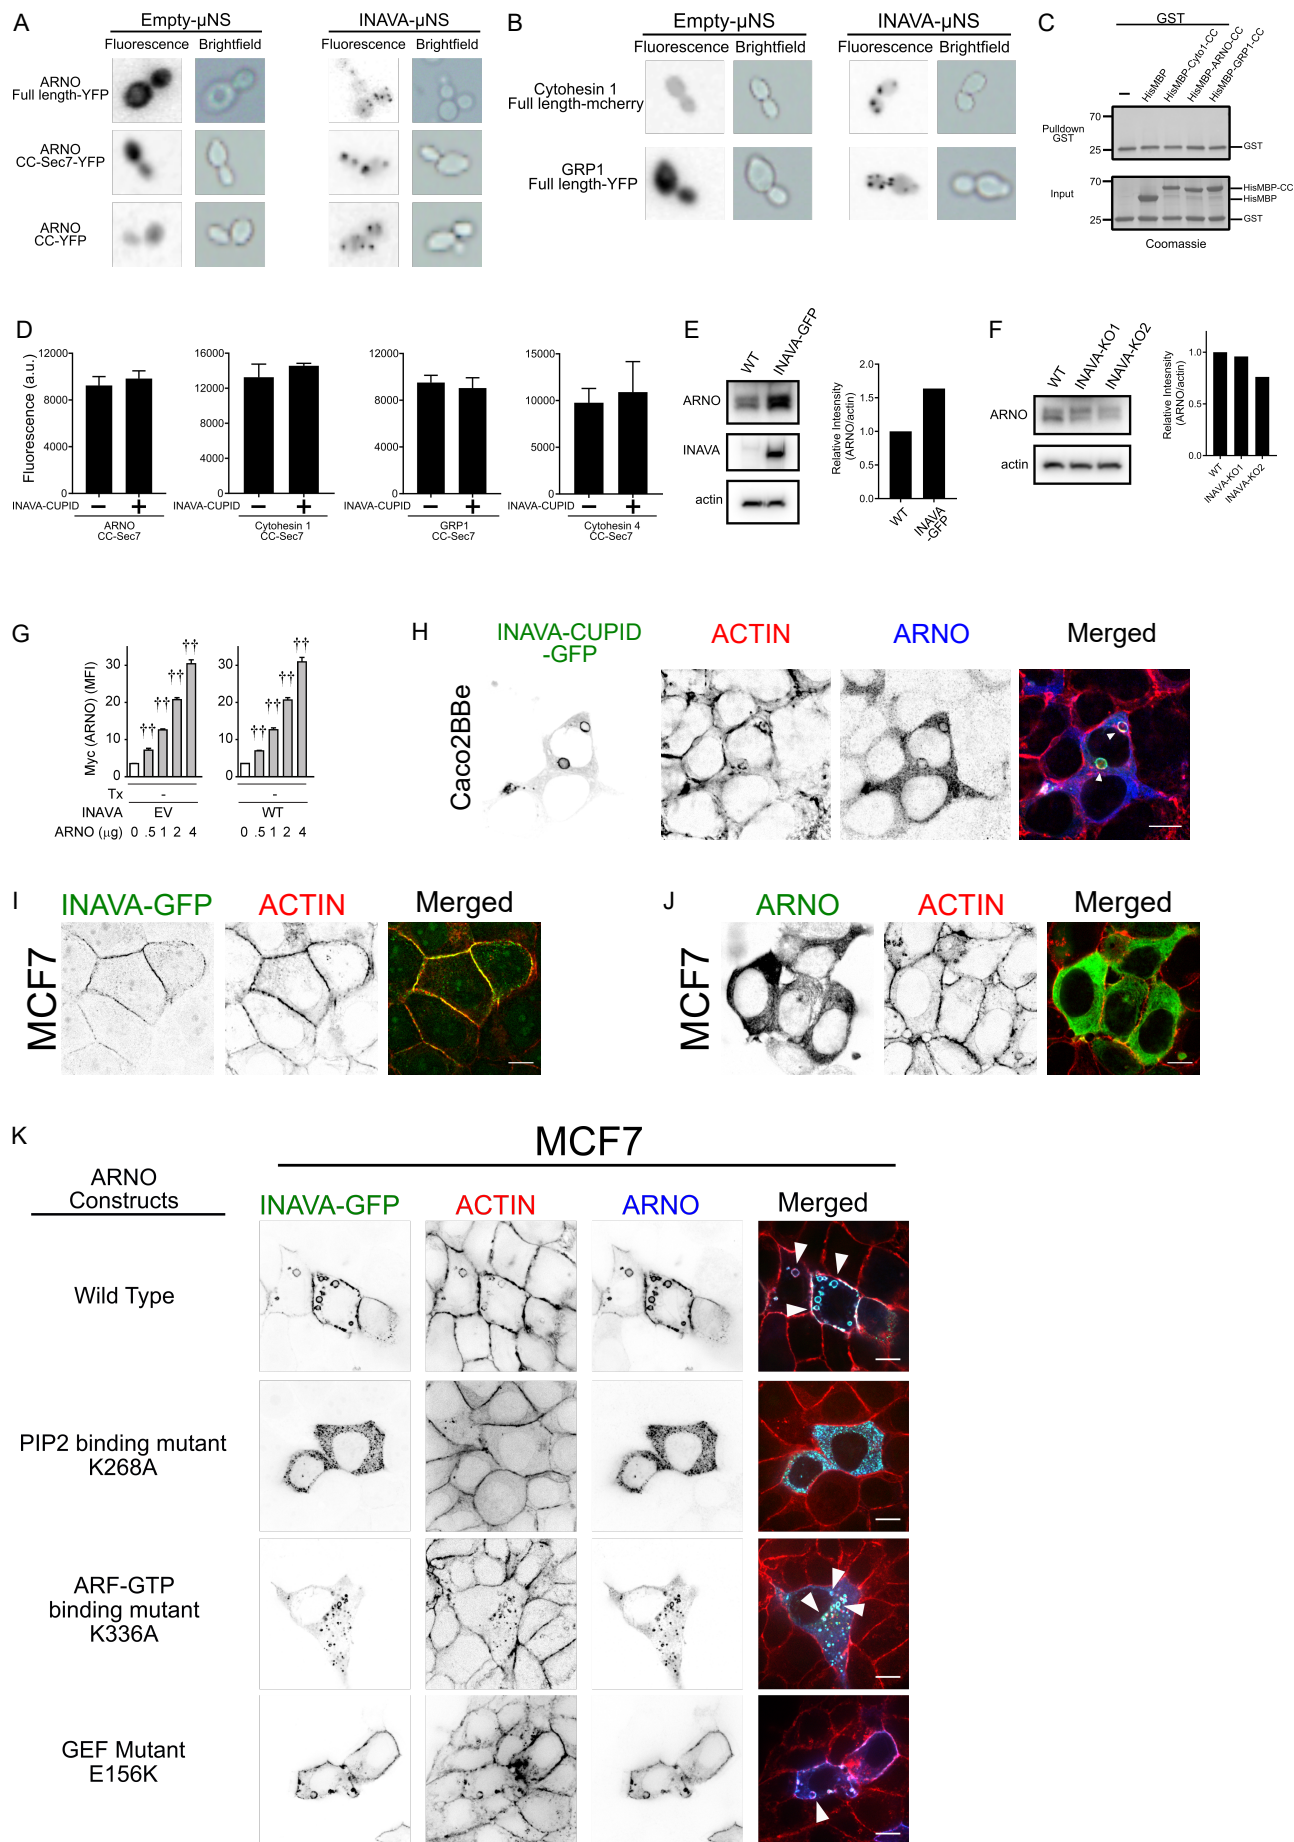 A
Empty-µNS
INAVA-µNS
Fluorescence Brightfield
Fluorescence Brightfield
ARNO
Full length-YFP
ARNO
CC-Sec7-YFP
ARNO
CC-YFP
B
Empty-µNS
INAVA-µNS
Fluorescence Brightfield
Fluorescence Brightfield
Cytohesin 1
Full length-mcherry
GRP1
Full length-YFP
C
GST
–
HisMBP
HisMBP-Cyto1-CC
HisMBP-ARNO-CC
HisMBP-GRP1-CC
Pulldown
GST
70
25
GST
Input
70
25
HisMBP-CC
HisMBP
GST
Coomassie
D
Fluorescence (a.u.)
12000
8000
4000
0
INAVA-CUPID – +
ARNO
CC-Sec7
16000
12000
8000
4000
0
INAVA-CUPID – +
Cytohesin 1
CC-Sec7
12000
8000
4000
0
INAVA-CUPID – +
GRP1
CC-Sec7
15000
10000
5000
0
INAVA-CUPID – +
Cytohesin 4
CC-Sec7
E
WT
INAVA-GFP
ARNO
INAVA
actin
Relative Intensity
(ARNO/actin)
2.0
1.5
1.0
0.5
0.0
WT
INAVA
-GFP
F
WT
INAVA-KO1
INAVA-KO2
ARNO
actin
Relative Intesnsity
(ARNO/actin)
1.0
0.5
0.0
WT
INAVA-KO1
INAVA-KO2
G
Myc (ARNO) (MFI)
30
20
10
0
†† †† †† ††
30
20
10
0
†† †† †† ††
Tx - -
INAVA EV WT
ARNO (µg) 0 .5 1 2 4 0 .5 1 2 4
H
INAVA-CUPID
-GFP
ACTIN
ARNO
Merged
Caco2BBe
I
INAVA-GFP
ACTIN
Merged
MCF7
J
ARNO
ACTIN
Merged
MCF7
K
MCF7
ARNO
Constructs
INAVA-GFP
ACTIN
ARNO
Merged
Wild Type
PIP2 binding mutant
K268A
ARF-GTP
binding mutant
K336A
GEF Mutant
E156K